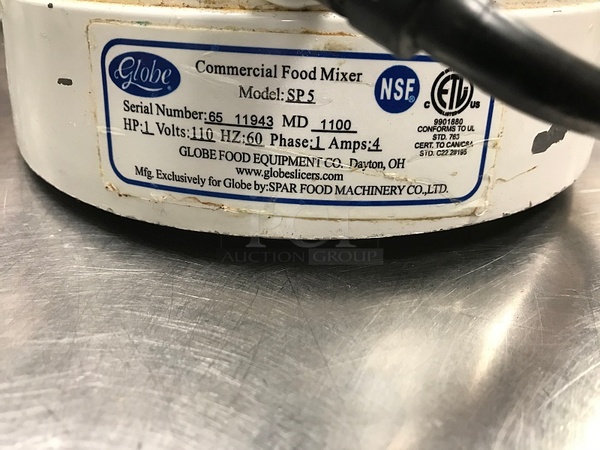 Globe
Commercial Food Mixer
Model: SP5
NSF
C ETL US
Serial Number: 65 11943 MD 1100
HP: 1 Volts: 110 HZ: 60 Phase: 1 Amps: 4
9901880
CONFORMS TO UL
STD. 763
CERT. TO CAN/CSA
STD. C22.2#195
GLOBE FOOD EQUIPMENT CO. Dayton, OH
www.globeslicers.com
Mfg. Exclusively for Globe by: SPAR FOOD MACHINERY CO., LTD.
PCI
AUCTION GROUP